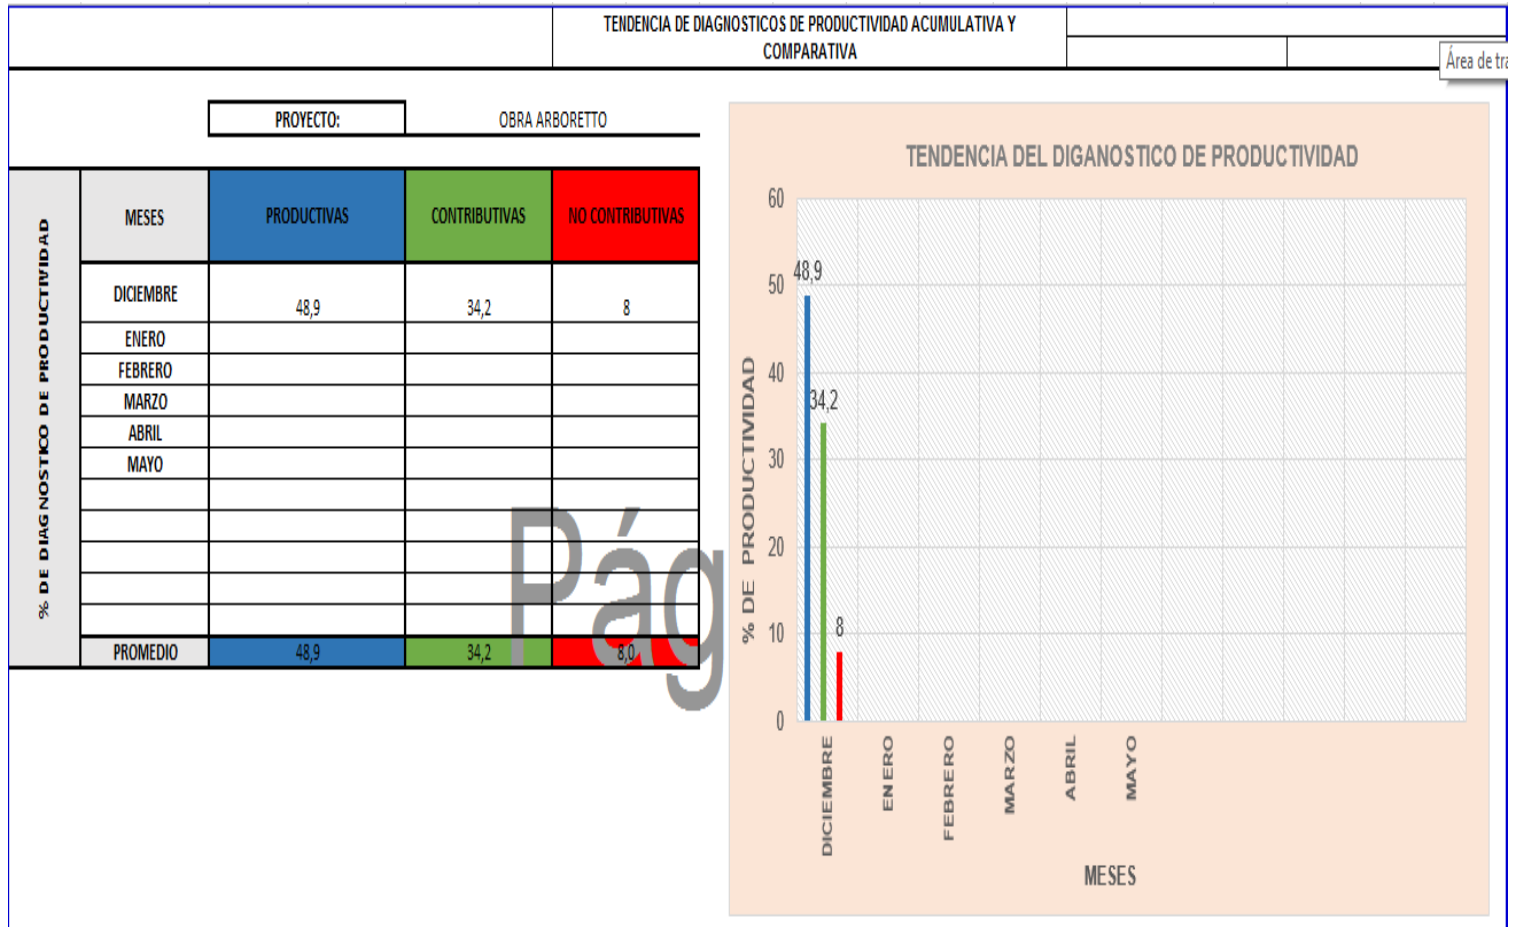 TENDENCIA DE DIAGNOSTICOS DE PRODUCTIVIDAD ACUMULATIVA Y
COMPARATIVA
Área de tra
PROYECTO:
OBRA ARBORETTO
% DE DIAGNOSTICO DE PRODUCTIVIDAD
MESES PRODUCTIVAS CONTRIBUTIVAS NO CONTRIBUTIVAS
DICIEMBRE 48,9 34,2 8
ENERO
FEBRERO
MARZO
ABRIL
MAYO
PROMEDIO 48,9 34,2 8,0
Pág
TENDENCIA DEL DIGANOSTICO DE PRODUCTIVIDAD
% DE PRODUCTIVIDAD
60
50
40
30
20
10
0
48,9
34,2
8
DICIEMBRE
ENERO
FEBRERO
MARZO
ABRIL
MAYO
MESES